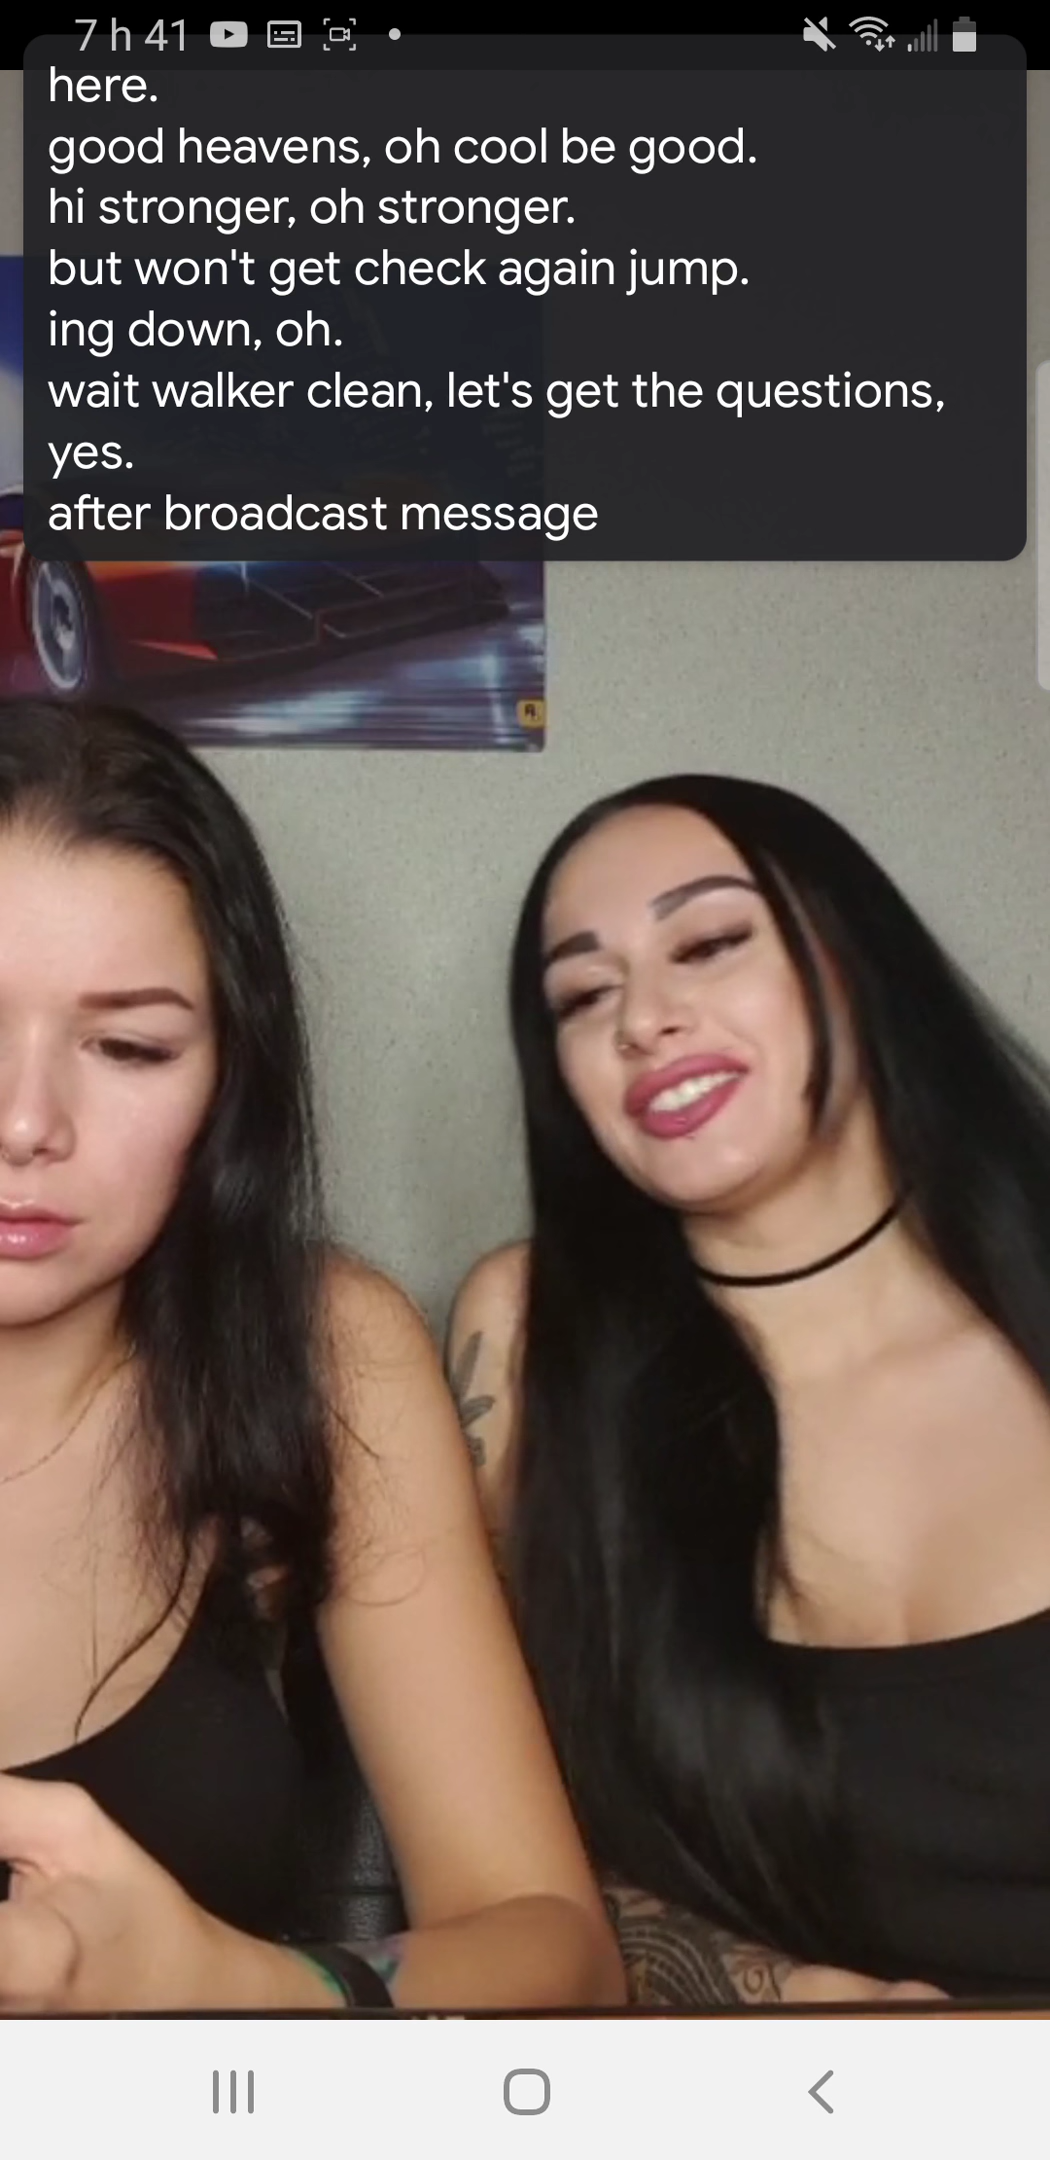 7 h 41
here.
good heavens, oh cool be good.
hi stronger, oh stronger.
but won't get check again jump.
ing down, oh.
wait walker clean, let's get the questions,
yes.
after broadcast message